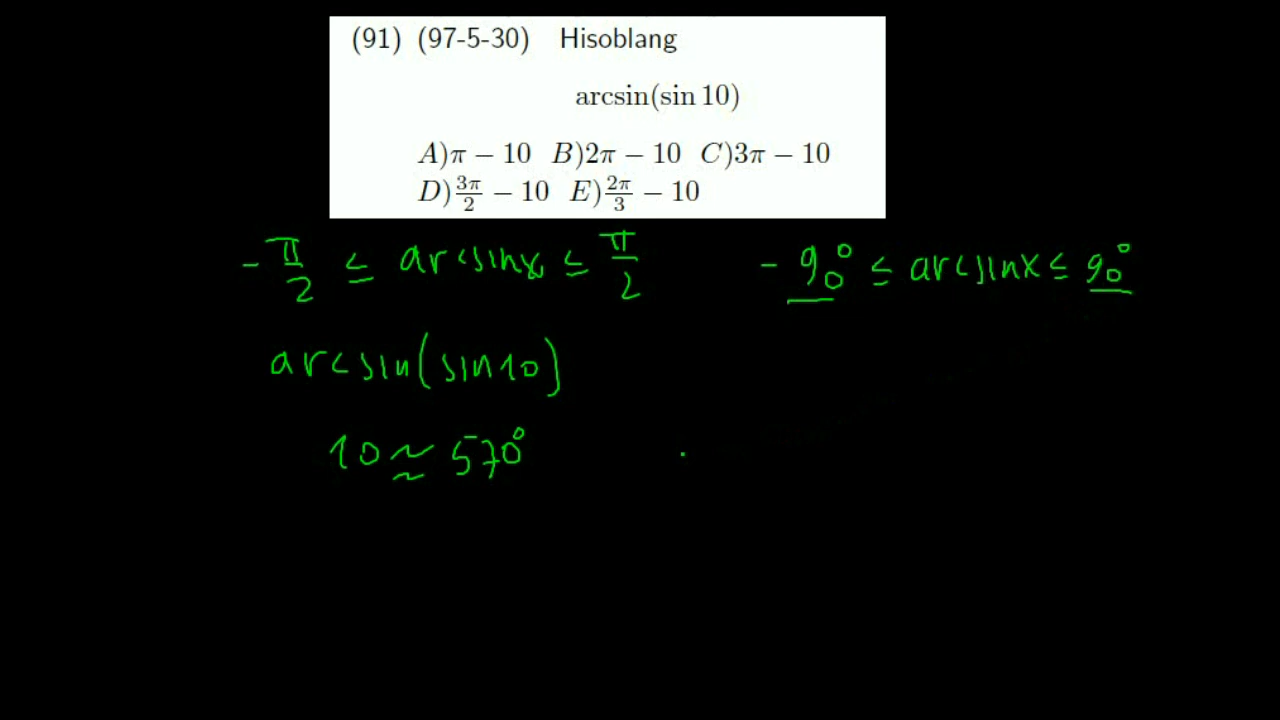 (91) (97-5-30) Hisoblang
arcsin(sin 10)
A)π − 10 B)2π − 10 C)3π − 10
D)3π/2 − 10 E)2π/3 − 10
-π/2 ≤ arcsinx ≤ π/2 -90° ≤ arcsinx ≤ 90°
arcsin(sin10)
10 ≈ 570°